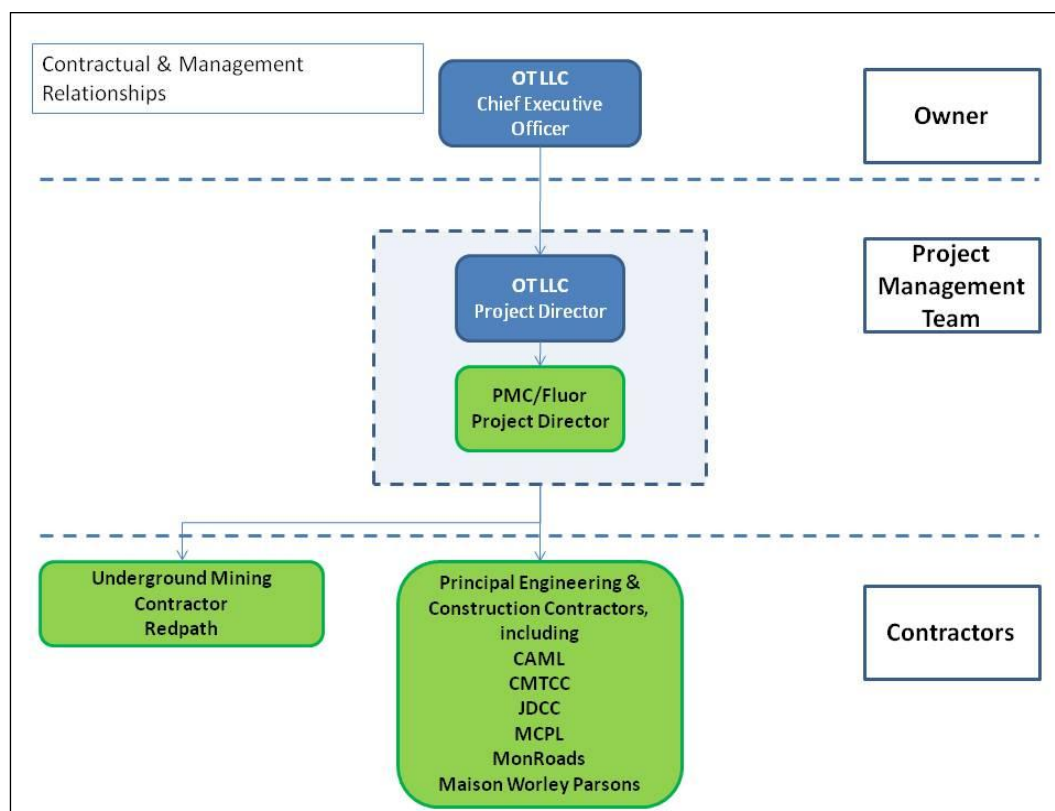 Contractual & Management
Relationships
OT LLC
Chief Executive
Officer
Owner
OT LLC
Project Director
Project
Management
Team
PMC/Fluor
Project Director
Underground Mining
Contractor
Redpath
Principal Engineering &
Construction Contractors,
including
CAML
CMTCC
JDCC
MCPL
MonRoads
Maison Worley Parsons
Contractors